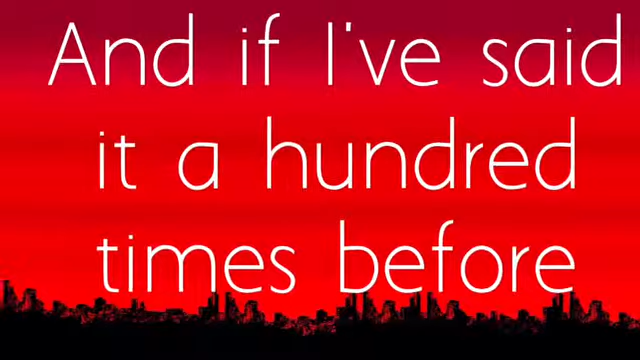 And if I've said
it a hundred
times before